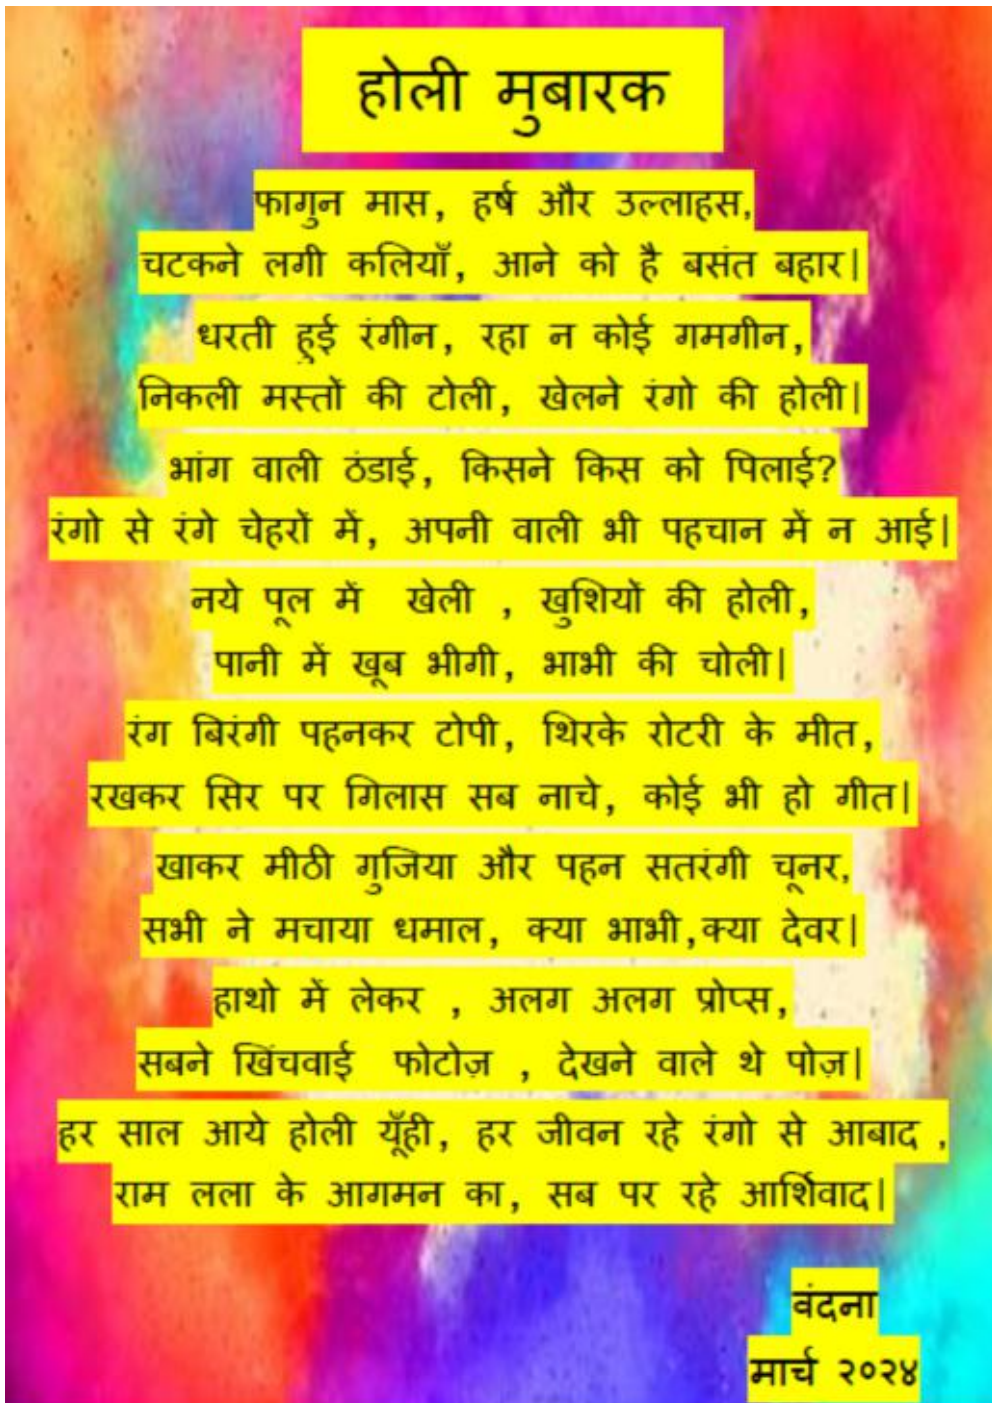 होली मुबारक
फागुन मास, हर्ष और उल्लाहस,
चटकने लगी कलियाँ, आने को है बसंत बहार|
धरती हुई रंगीन, रहा न कोई गमगीन,
निकली मस्तों की टोली, खेलने रंगो की होली|
भांग वाली ठंडाई, किसने किस को पिलाई?
रंगो से रंगे चेहरों में, अपनी वाली भी पहचान में न आई|
नये पूल में खेली , खुशियों की होली,
पानी में खूब भीगी, भाभी की चोली|
रंग बिरंगी पहनकर टोपी, थिरके रोटरी के मीत,
रखकर सिर पर गिलास सब नाचे, कोई भी हो गीत|
खाकर मीठी गुजिया और पहन सतरंगी चूनर,
सभी ने मचाया धमाल, क्या भाभी,क्या देवर|
हाथो में लेकर , अलग अलग प्रोप्स,
सबने खिंचवाई फोटोज़ , देखने वाले थे पोज़|
हर साल आये होली यूँही, हर जीवन रहे रंगो से आबाद ,
राम लला के आगमन का, सब पर रहे आर्शिवाद|
वंदना
मार्च २०२४